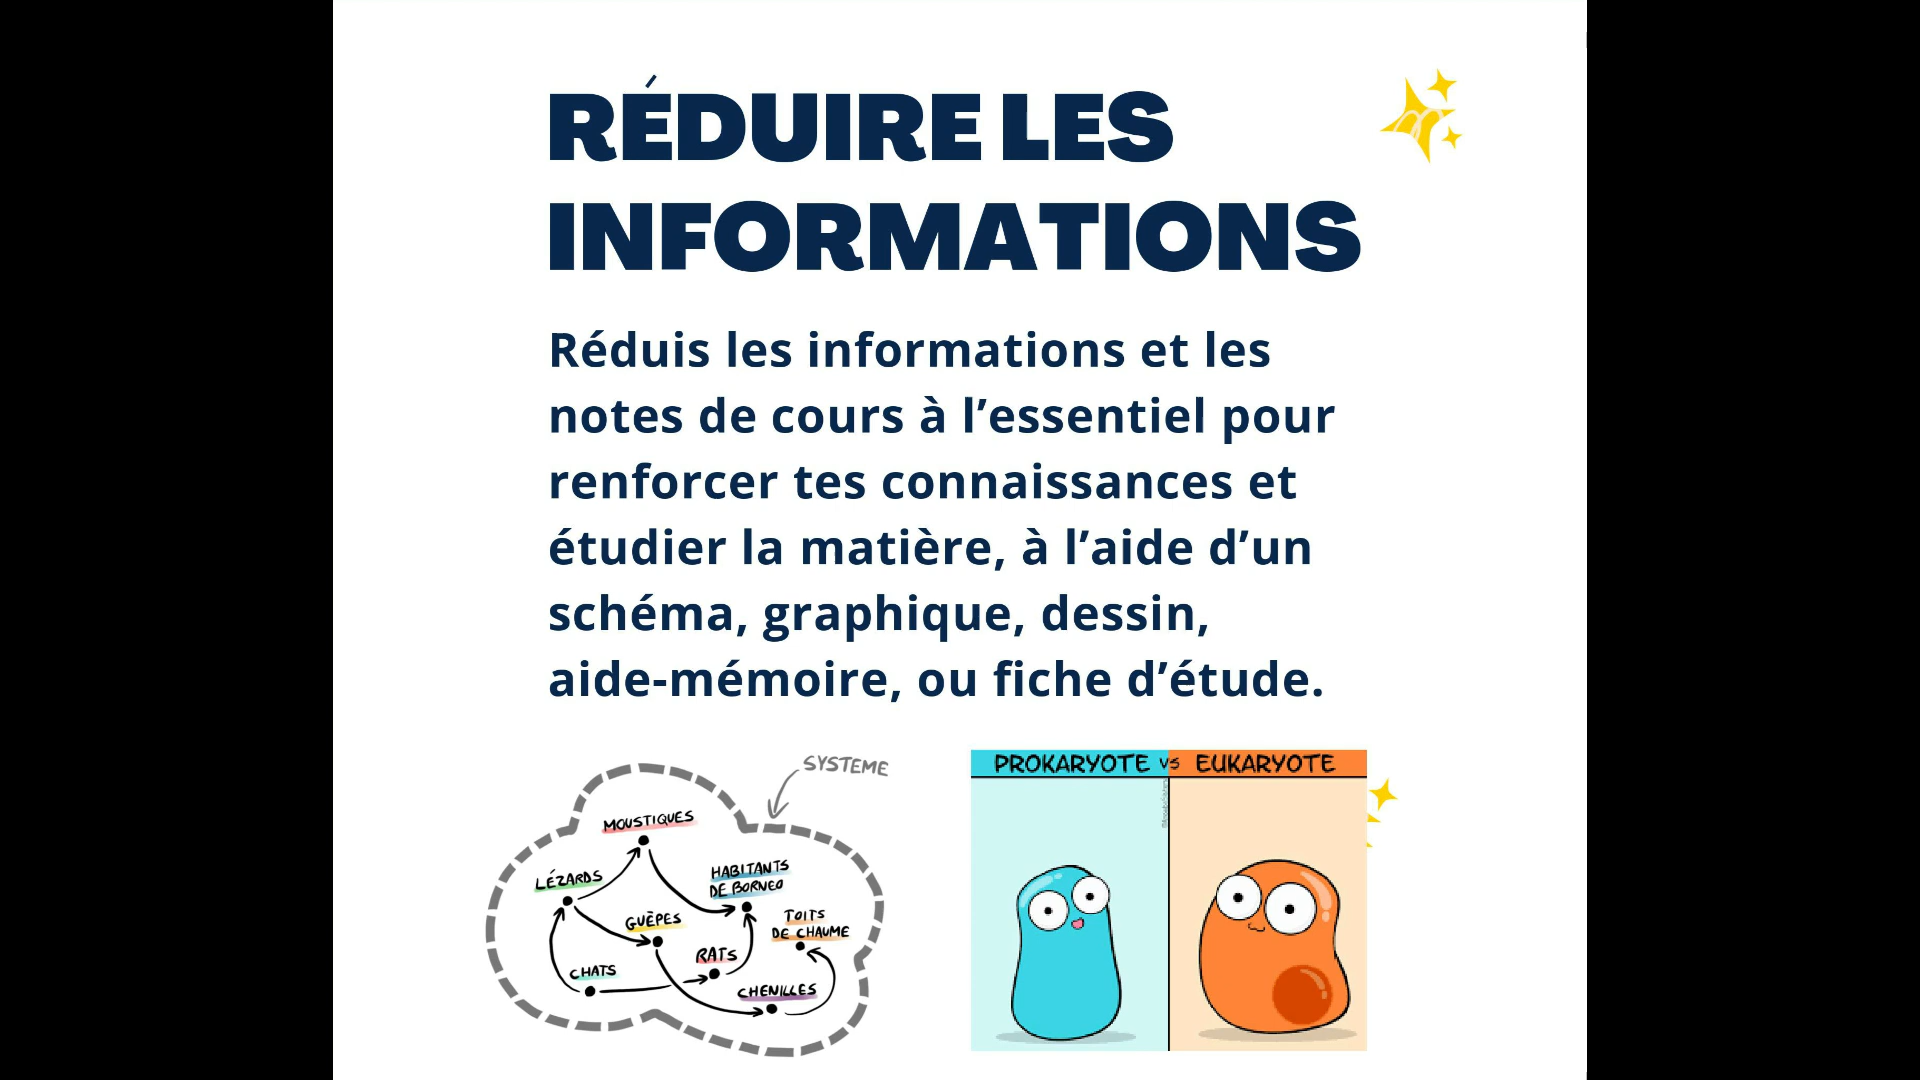 RÉDUIRE LES
INFORMATIONS
Réduis les informations et les
notes de cours à l’essentiel pour
renforcer tes connaissances et
étudier la matière, à l’aide d’un
schéma, graphique, dessin,
aide-mémoire, ou fiche d’étude.
SYSTEME
MOUSTIQUES
LÉZARDS
HABITANTS
DE BORNEO
GUÊPES
TOITS
DE CHAUME
RATS
CHATS
CHENILLES
PROKARYOTE VS EUKARYOTE